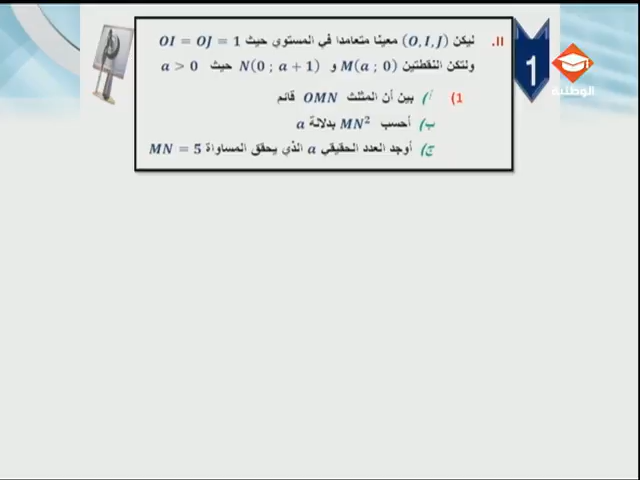 II. ليكن (O, I, J) معينا متعامدا في المستوي حيث OI = OJ = 1
ولتكن النقطتين M(a ; 0) و N(0 ; a + 1) حيث a > 0
1) أ) بين أن المثلث OMN قائم
ب) أحسب MN² بدلالة a
ج) أوجد العدد الحقيقي a الذي يحقق المساواة MN = 5
1
الوطنية